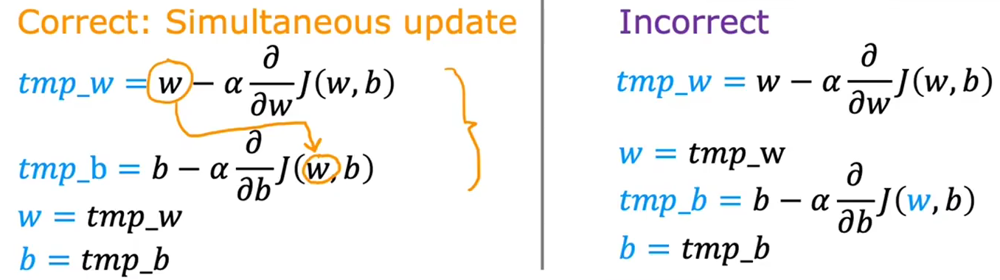 Correct: Simultaneous update
tmp_w = w − α ∂/∂w J(w, b)
tmp_b = b − α ∂/∂b J(w, b)
w = tmp_w
b = tmp_b
Incorrect
tmp_w = w − α ∂/∂w J(w, b)
w = tmp_w
tmp_b = b − α ∂/∂b J(w, b)
b = tmp_b